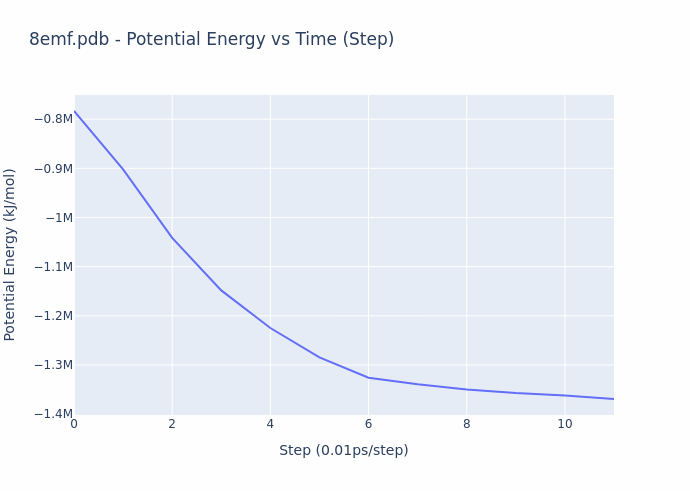 8emf.pdb - Potential Energy vs Time (Step)
Potential Energy (kJ/mol)
−0.8M
−0.9M
−1M
−1.1M
−1.2M
−1.3M
−1.4M
0 2 4 6 8 10
Step (0.01ps/step)